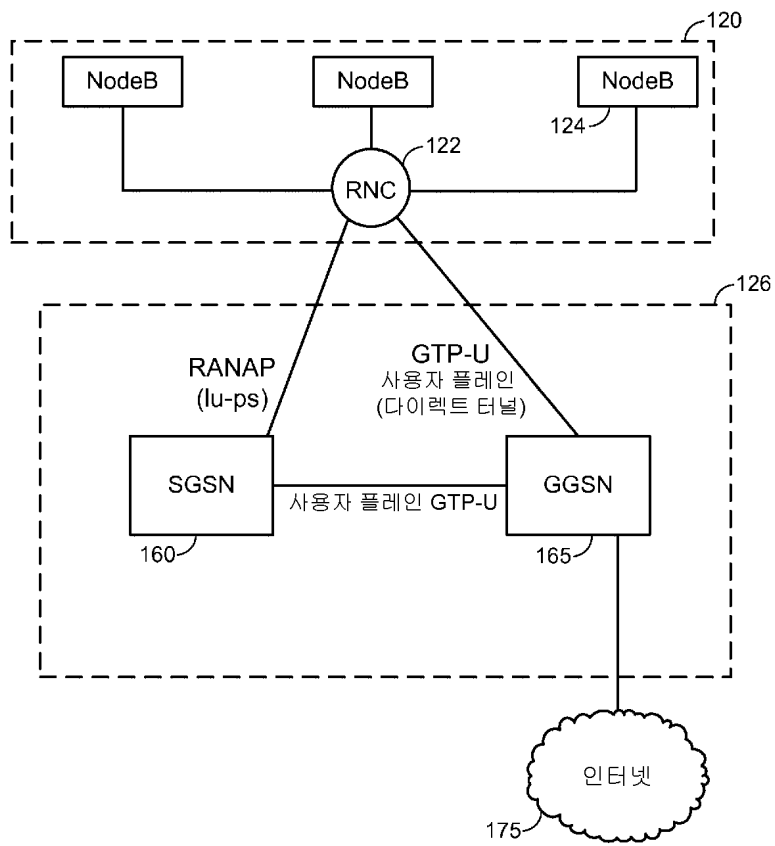 120
NodeB
NodeB
NodeB
124
122
RNC
126
RANAP
(lu-ps)
GTP-U
사용자 플레인
(다이렉트 터널)
SGSN
사용자 플레인 GTP-U
GGSN
160
165
인터넷
175